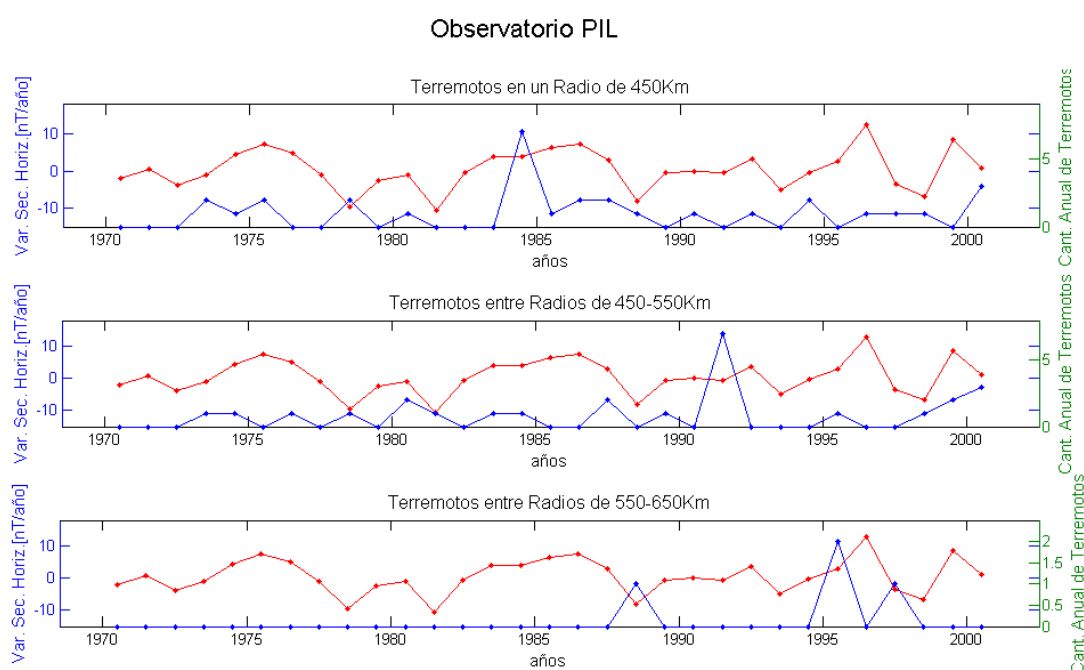 Observatorio PIL
Terremotos en un Radio de 450Km
Var. Sec. Horiz.[nT/año]
10
0
-10
5
0
Cant. Anual de Terremotos
1970 1975 1980 1985 1990 1995 2000
años
Terremotos entre Radios de 450-550Km
Var. Sec. Horiz.[nT/año]
10
0
-10
5
0
Cant. Anual de Terremotos
1970 1975 1980 1985 1990 1995 2000
años
Terremotos entre Radios de 550-650Km
Var. Sec. Horiz.[nT/año]
10
0
-10
2
1.5
1
0.5
0
Cant. Anual de Terremotos
1970 1975 1980 1985 1990 1995 2000
años